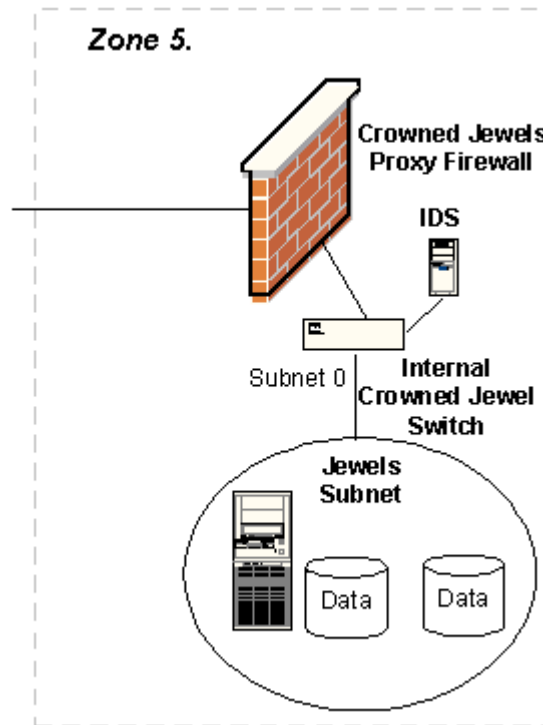 Zone 5.
Crowned Jewels
Proxy Firewall
IDS
Subnet 0
Internal
Crowned Jewel
Switch
Jewels
Subnet
Data
Data